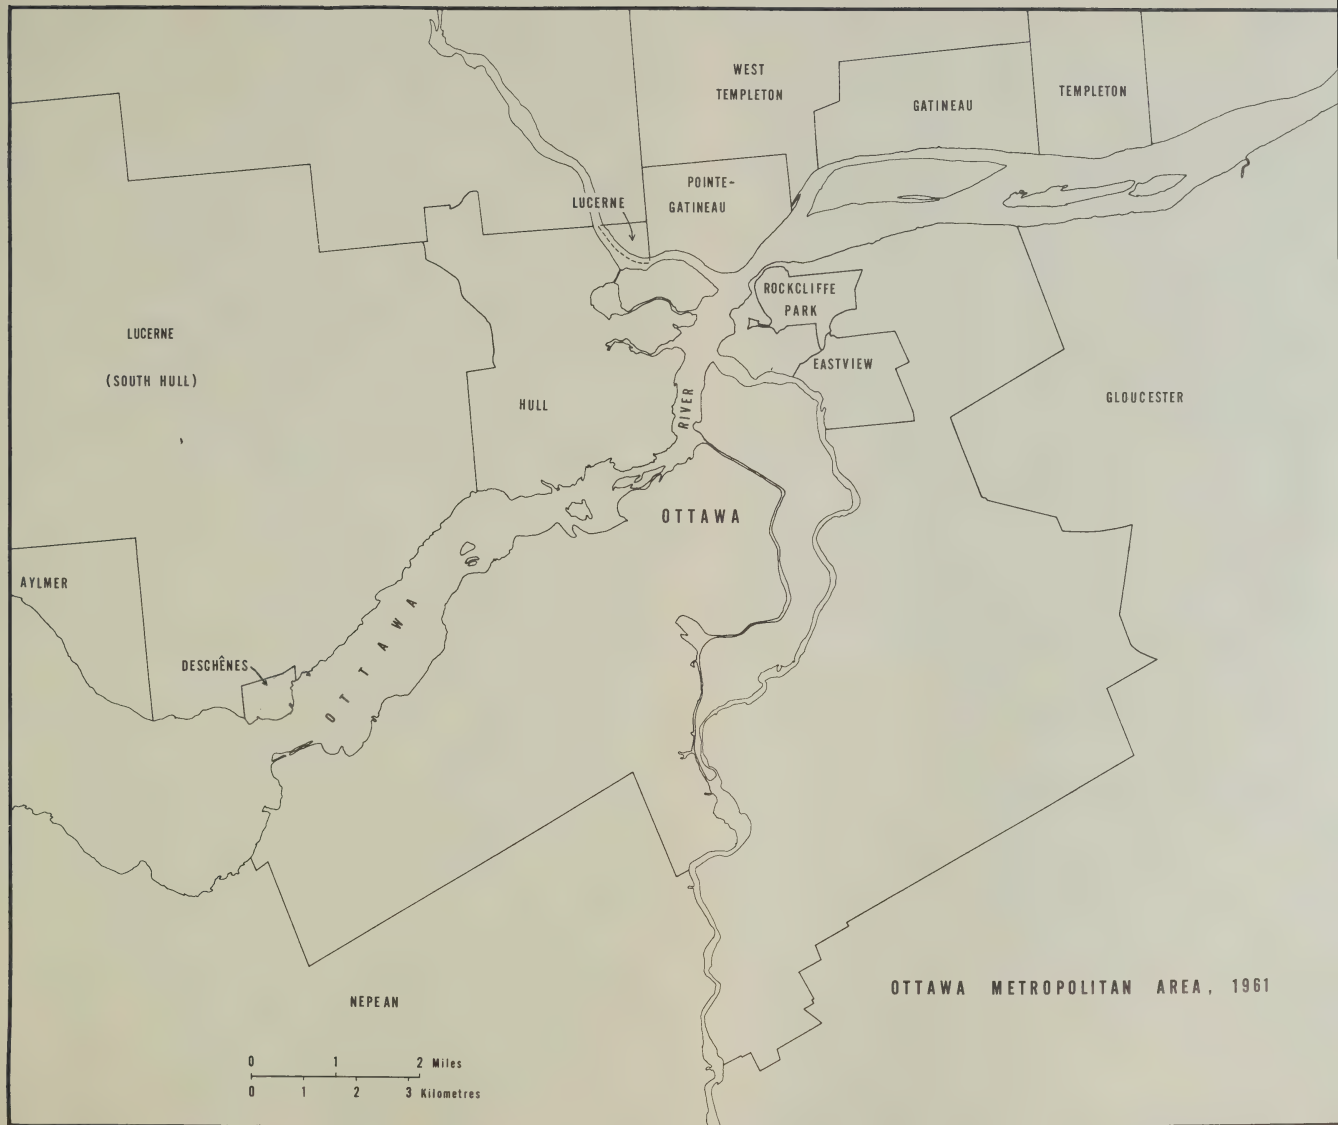 WEST
TEMPLETON
GATINEAU
TEMPLETON
POINTE-
GATINEAU
LUCERNE
ROCKCLIFFE
PARK
EASTVIEW
LUCERNE
(SOUTH HULL)
HULL
RIVER
GLOUCESTER
OTTAWA
AYLMER
DESCHÊNES
OTTAWA
NEPEAN
OTTAWA METROPOLITAN AREA, 1961
0 1 2 Miles
0 1 2 3 Kilometres